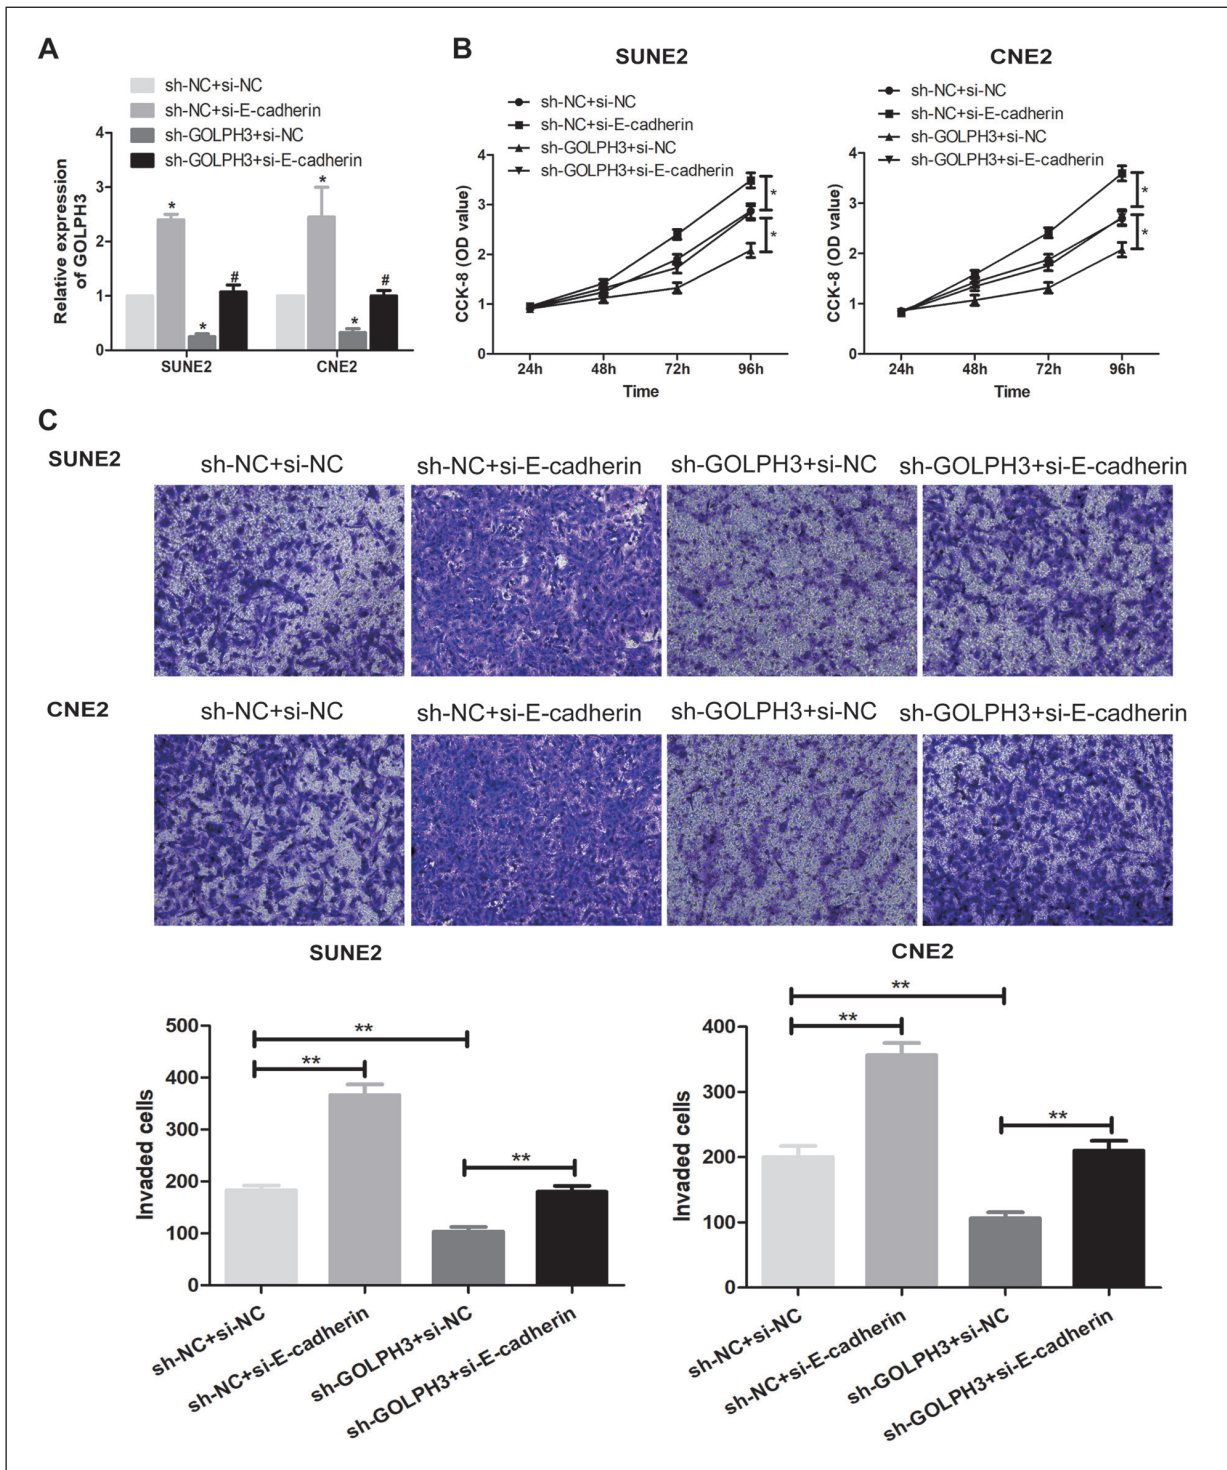 A
sh-NC+si-NC
sh-NC+si-E-cadherin
sh-GOLPH3+si-NC
sh-GOLPH3+si-E-cadherin
Relative expression
of GOLPH3
4
3
2
1
0
*
*
#
*
*
#
SUNE2
CNE2
B
SUNE2
sh-NC+si-NC
sh-NC+si-E-cadherin
sh-GOLPH3+si-NC
sh-GOLPH3+si-E-cadherin
CCK-8 (OD value)
4
3
2
1
0
*
*
24h 48h 72h 96h
Time
CNE2
sh-NC+si-NC
sh-NC+si-E-cadherin
sh-GOLPH3+si-NC
sh-GOLPH3+si-E-cadherin
CCK-8 (OD value)
4
3
2
1
0
*
*
24h 48h 72h 96h
Time
C
SUNE2
sh-NC+si-NC sh-NC+si-E-cadherin sh-GOLPH3+si-NC sh-GOLPH3+si-E-cadherin
CNE2
sh-NC+si-NC sh-NC+si-E-cadherin sh-GOLPH3+si-NC sh-GOLPH3+si-E-cadherin
SUNE2
Invaded cells
500
400
300
200
100
0
**
**
**
sh-NC+si-NC
sh-NC+si-E-cadherin
sh-GOLPH3+si-NC
sh-GOLPH3+si-E-cadherin
CNE2
Invaded cells
400
300
200
100
0
**
**
**
sh-NC+si-NC
sh-NC+si-E-cadherin
sh-GOLPH3+si-NC
sh-GOLPH3+si-E-cadherin